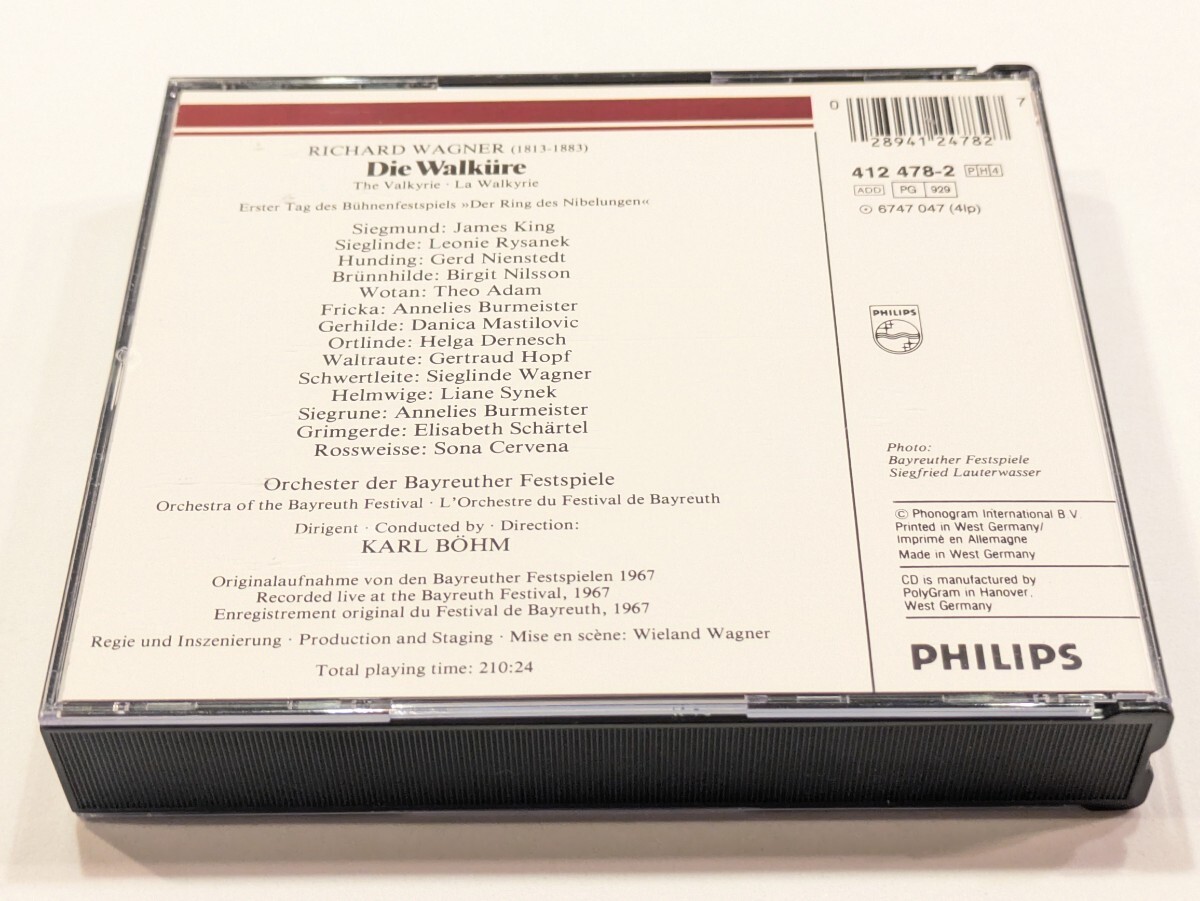 RICHARD WAGNER (1813-1883)
Die Walküre
The Valkyrie · La Walkyrie
Erster Tag des Bühnenfestspiels »Der Ring des Nibelungen«
Siegmund: James King
Sieglinde: Leonie Rysanek
Hunding: Gerd Nienstedt
Brünnhilde: Birgit Nilsson
Wotan: Theo Adam
Fricka: Annelies Burmeister
Gerhilde: Danica Mastilovic
Ortlinde: Helga Dernesch
Waltraute: Gertraud Hopf
Schwertleite: Sieglinde Wagner
Helmwige: Liane Synek
Siegrune: Annelies Burmeister
Grimgerde: Elisabeth Schärtel
Rossweisse: Sona Cervena
Orchester der Bayreuther Festspiele
Orchestra of the Bayreuth Festival · L'Orchestre du Festival de Bayreuth
Dirigent · Conducted by · Direction:
KARL BÖHM
Originalaufnahme von den Bayreuther Festspielen 1967
Recorded live at the Bayreuth Festival, 1967
Enregistrement original du Festival de Bayreuth, 1967
Regie und Inszenierung · Production and Staging · Mise en scène: Wieland Wagner
Total playing time: 210:24
0 28941 24782 7
412 478-2 PH4
ADD PG 929
6747 047 (4lp)
PHILIPS
Photo:
Bayreuther Festspiele
Siegfried Lauterwasser
© Phonogram International B.V.
Printed in West Germany/
Imprimé en Allemagne
Made in West Germany
CD is manufactured by
PolyGram in Hanover,
West Germany
PHILIPS